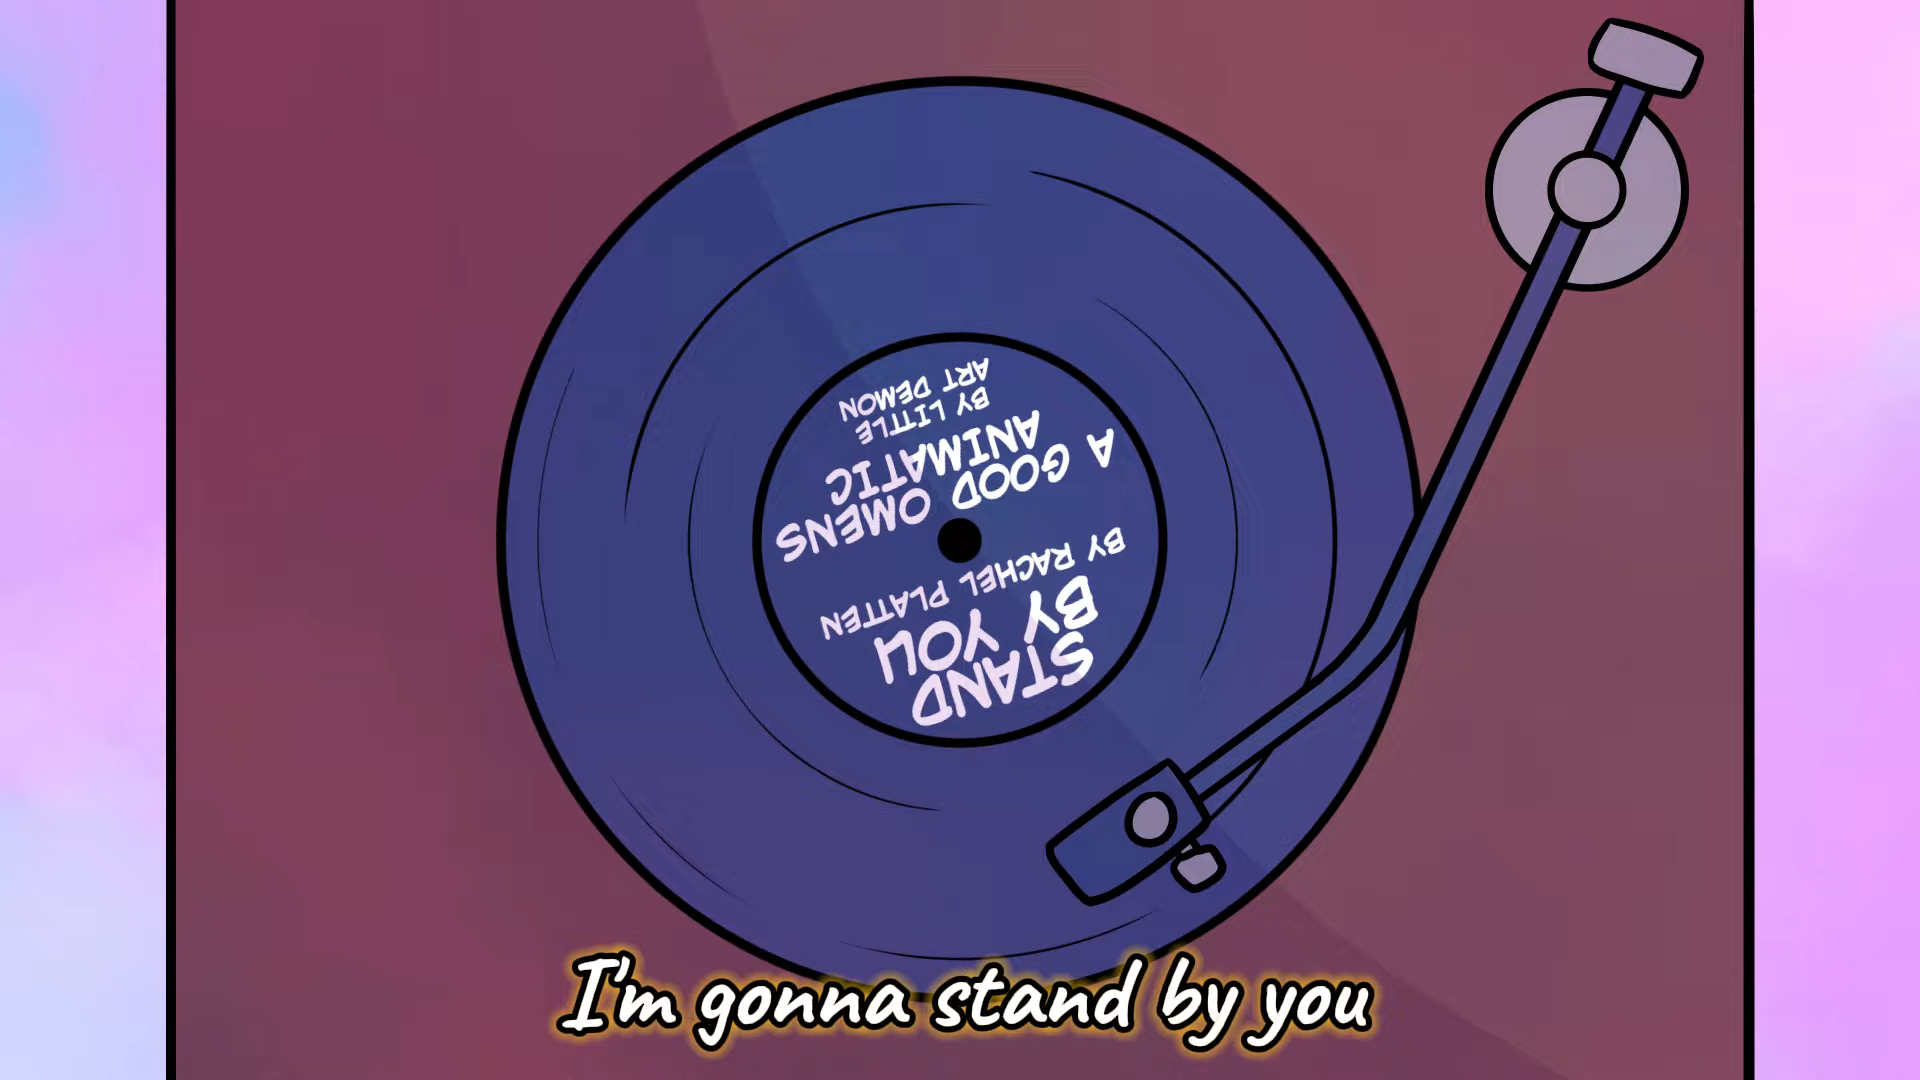 STAND
BY YOU
BY RACHEL PLATTEN
A GOOD OMENS
ANIMATIC
BY LITTLE
ART DEMON
I'm gonna stand by you